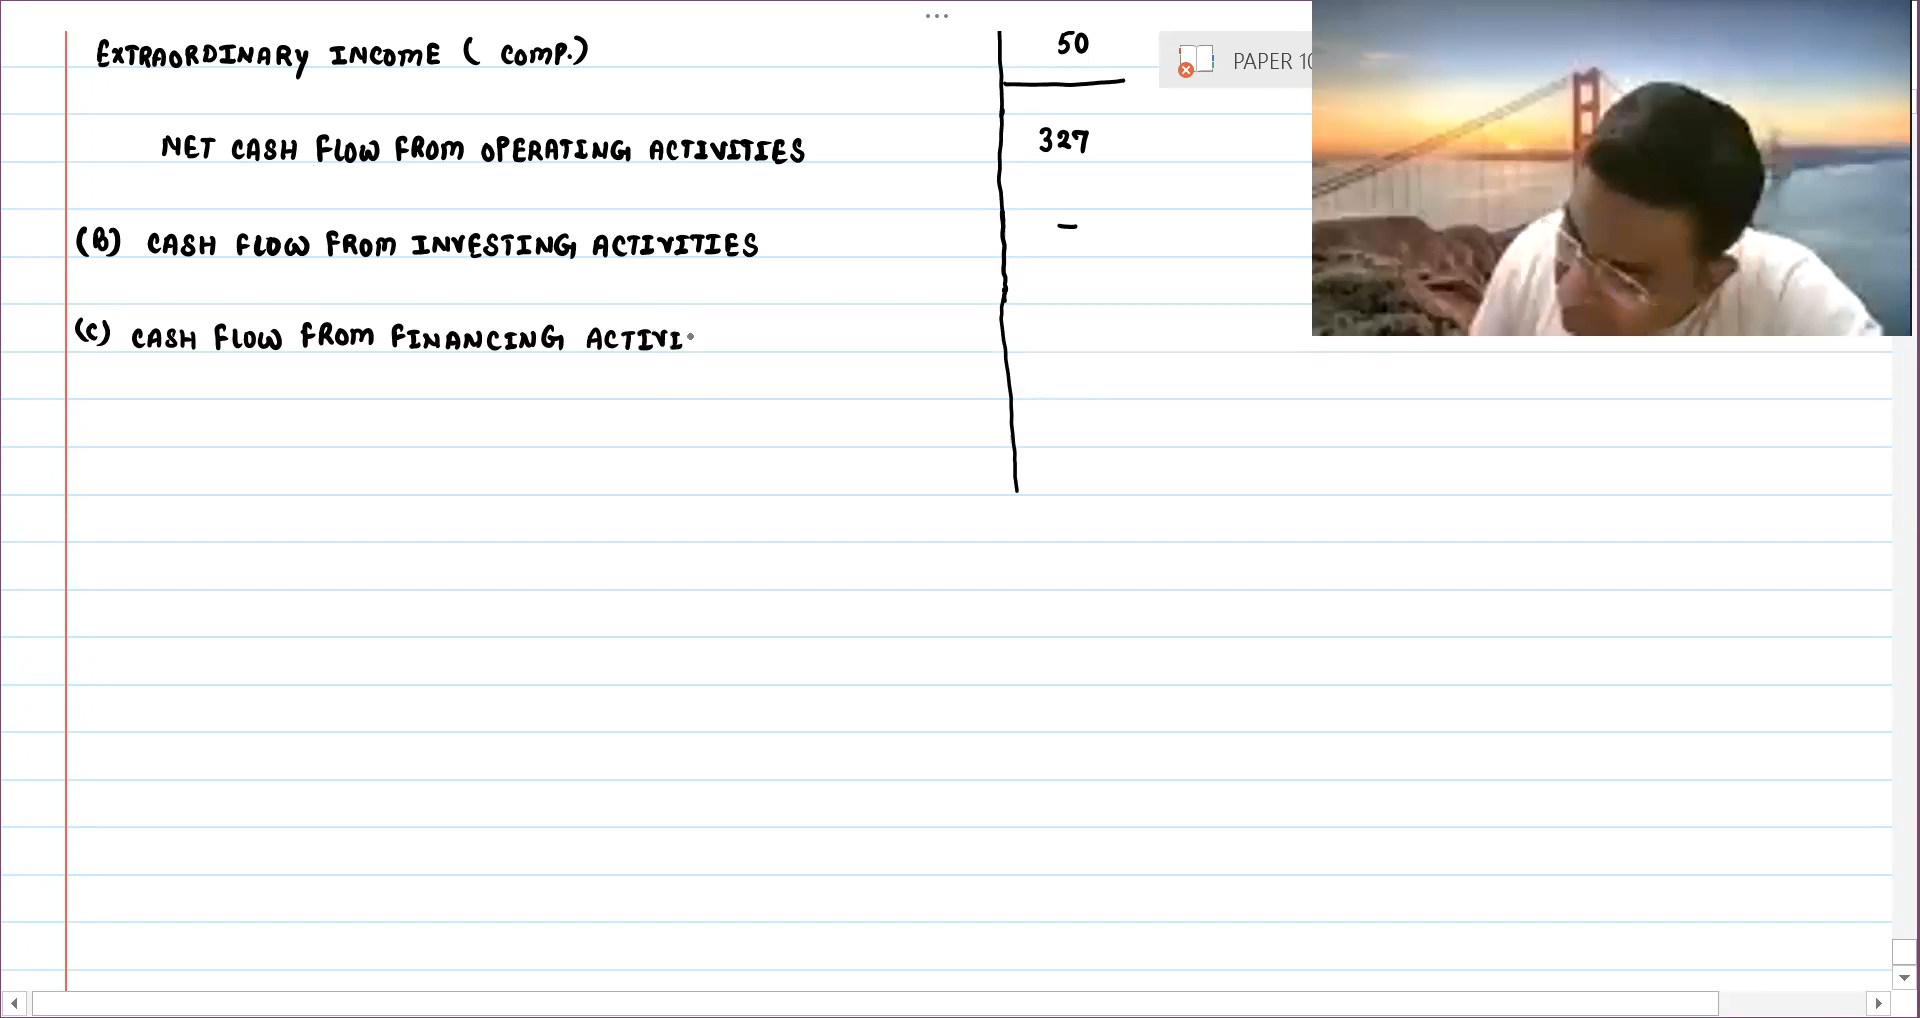 EXTRAORDINARY INCOME ( COMP.) 50
PAPER 10
NET CASH FLOW FROM OPERATING ACTIVITIES 327
(B) CASH FLOW FROM INVESTING ACTIVITIES –
(C) CASH FLOW FROM FINANCING ACTIVI